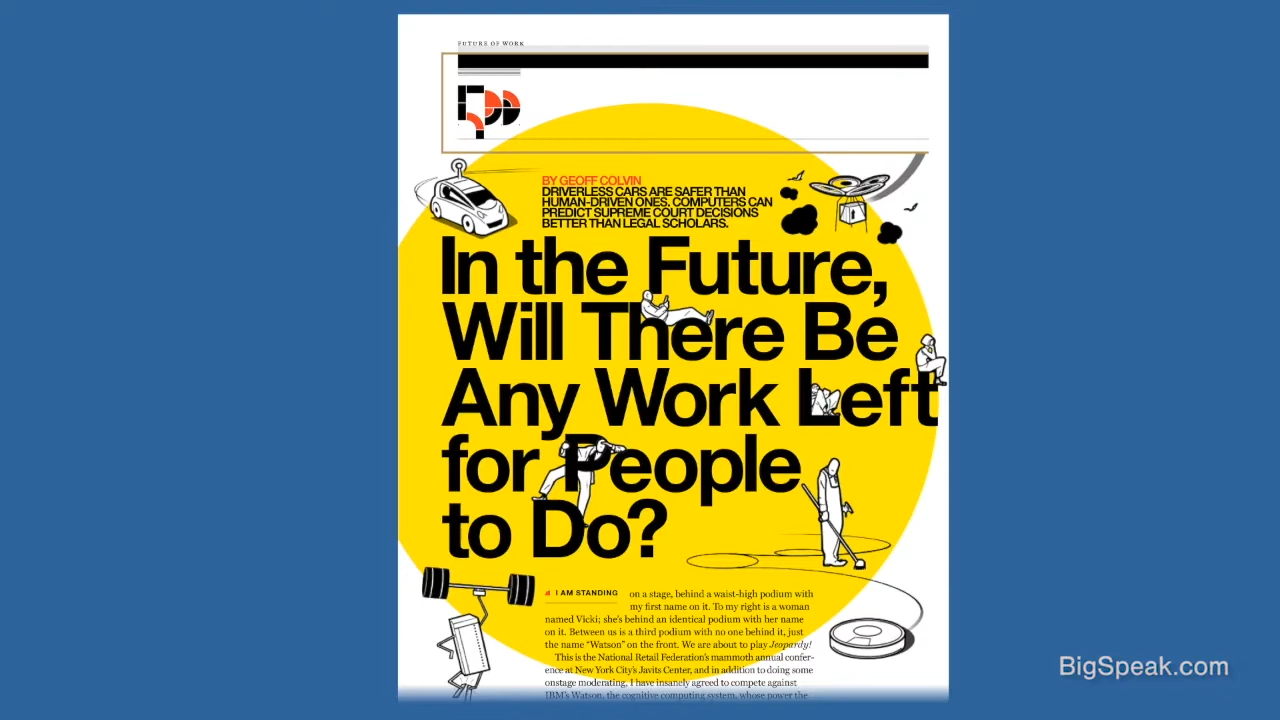 FUTURE OF WORK
BY GEOFF COLVIN
DRIVERLESS CARS ARE SAFER THAN
HUMAN-DRIVEN ONES. COMPUTERS CAN
PREDICT SUPREME COURT DECISIONS
BETTER THAN LEGAL SCHOLARS.
In the Future,
Will There Be
Any Work Left
for People
to Do?
I AM STANDING on a stage, behind a waist-high podium with
my first name on it. To my right is a woman
named Vicki; she's behind an identical podium with her name
on it. Between us is a third podium with no one behind it, just
the name “Watson” on the front. We are about to play Jeopardy!
This is the National Retail Federation's mammoth annual confer-
ence at New York City's Javits Center, and in addition to doing some
onstage moderating, I have insanely agreed to compete against
IBM's Watson, the cognitive computing system, whose power the
BigSpeak.com